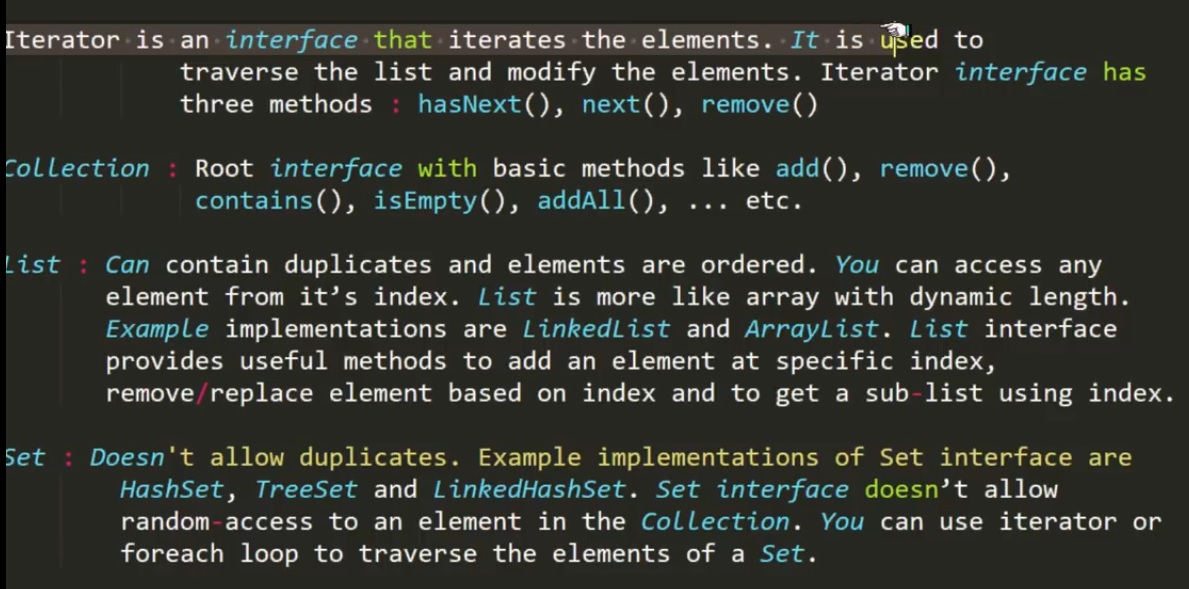 Iterator is an interface that iterates the elements. It is used to
traverse the list and modify the elements. Iterator interface has
three methods : hasNext(), next(), remove()
Collection : Root interface with basic methods like add(), remove(),
contains(), isEmpty(), addAll(), ... etc.
List : Can contain duplicates and elements are ordered. You can access any
element from it’s index. List is more like array with dynamic length.
Example implementations are LinkedList and ArrayList. List interface
provides useful methods to add an element at specific index,
remove/replace element based on index and to get a sub-list using index.
Set : Doesn't allow duplicates. Example implementations of Set interface are
HashSet, TreeSet and LinkedHashSet. Set interface doesn’t allow
random-access to an element in the Collection. You can use iterator or
foreach loop to traverse the elements of a Set.